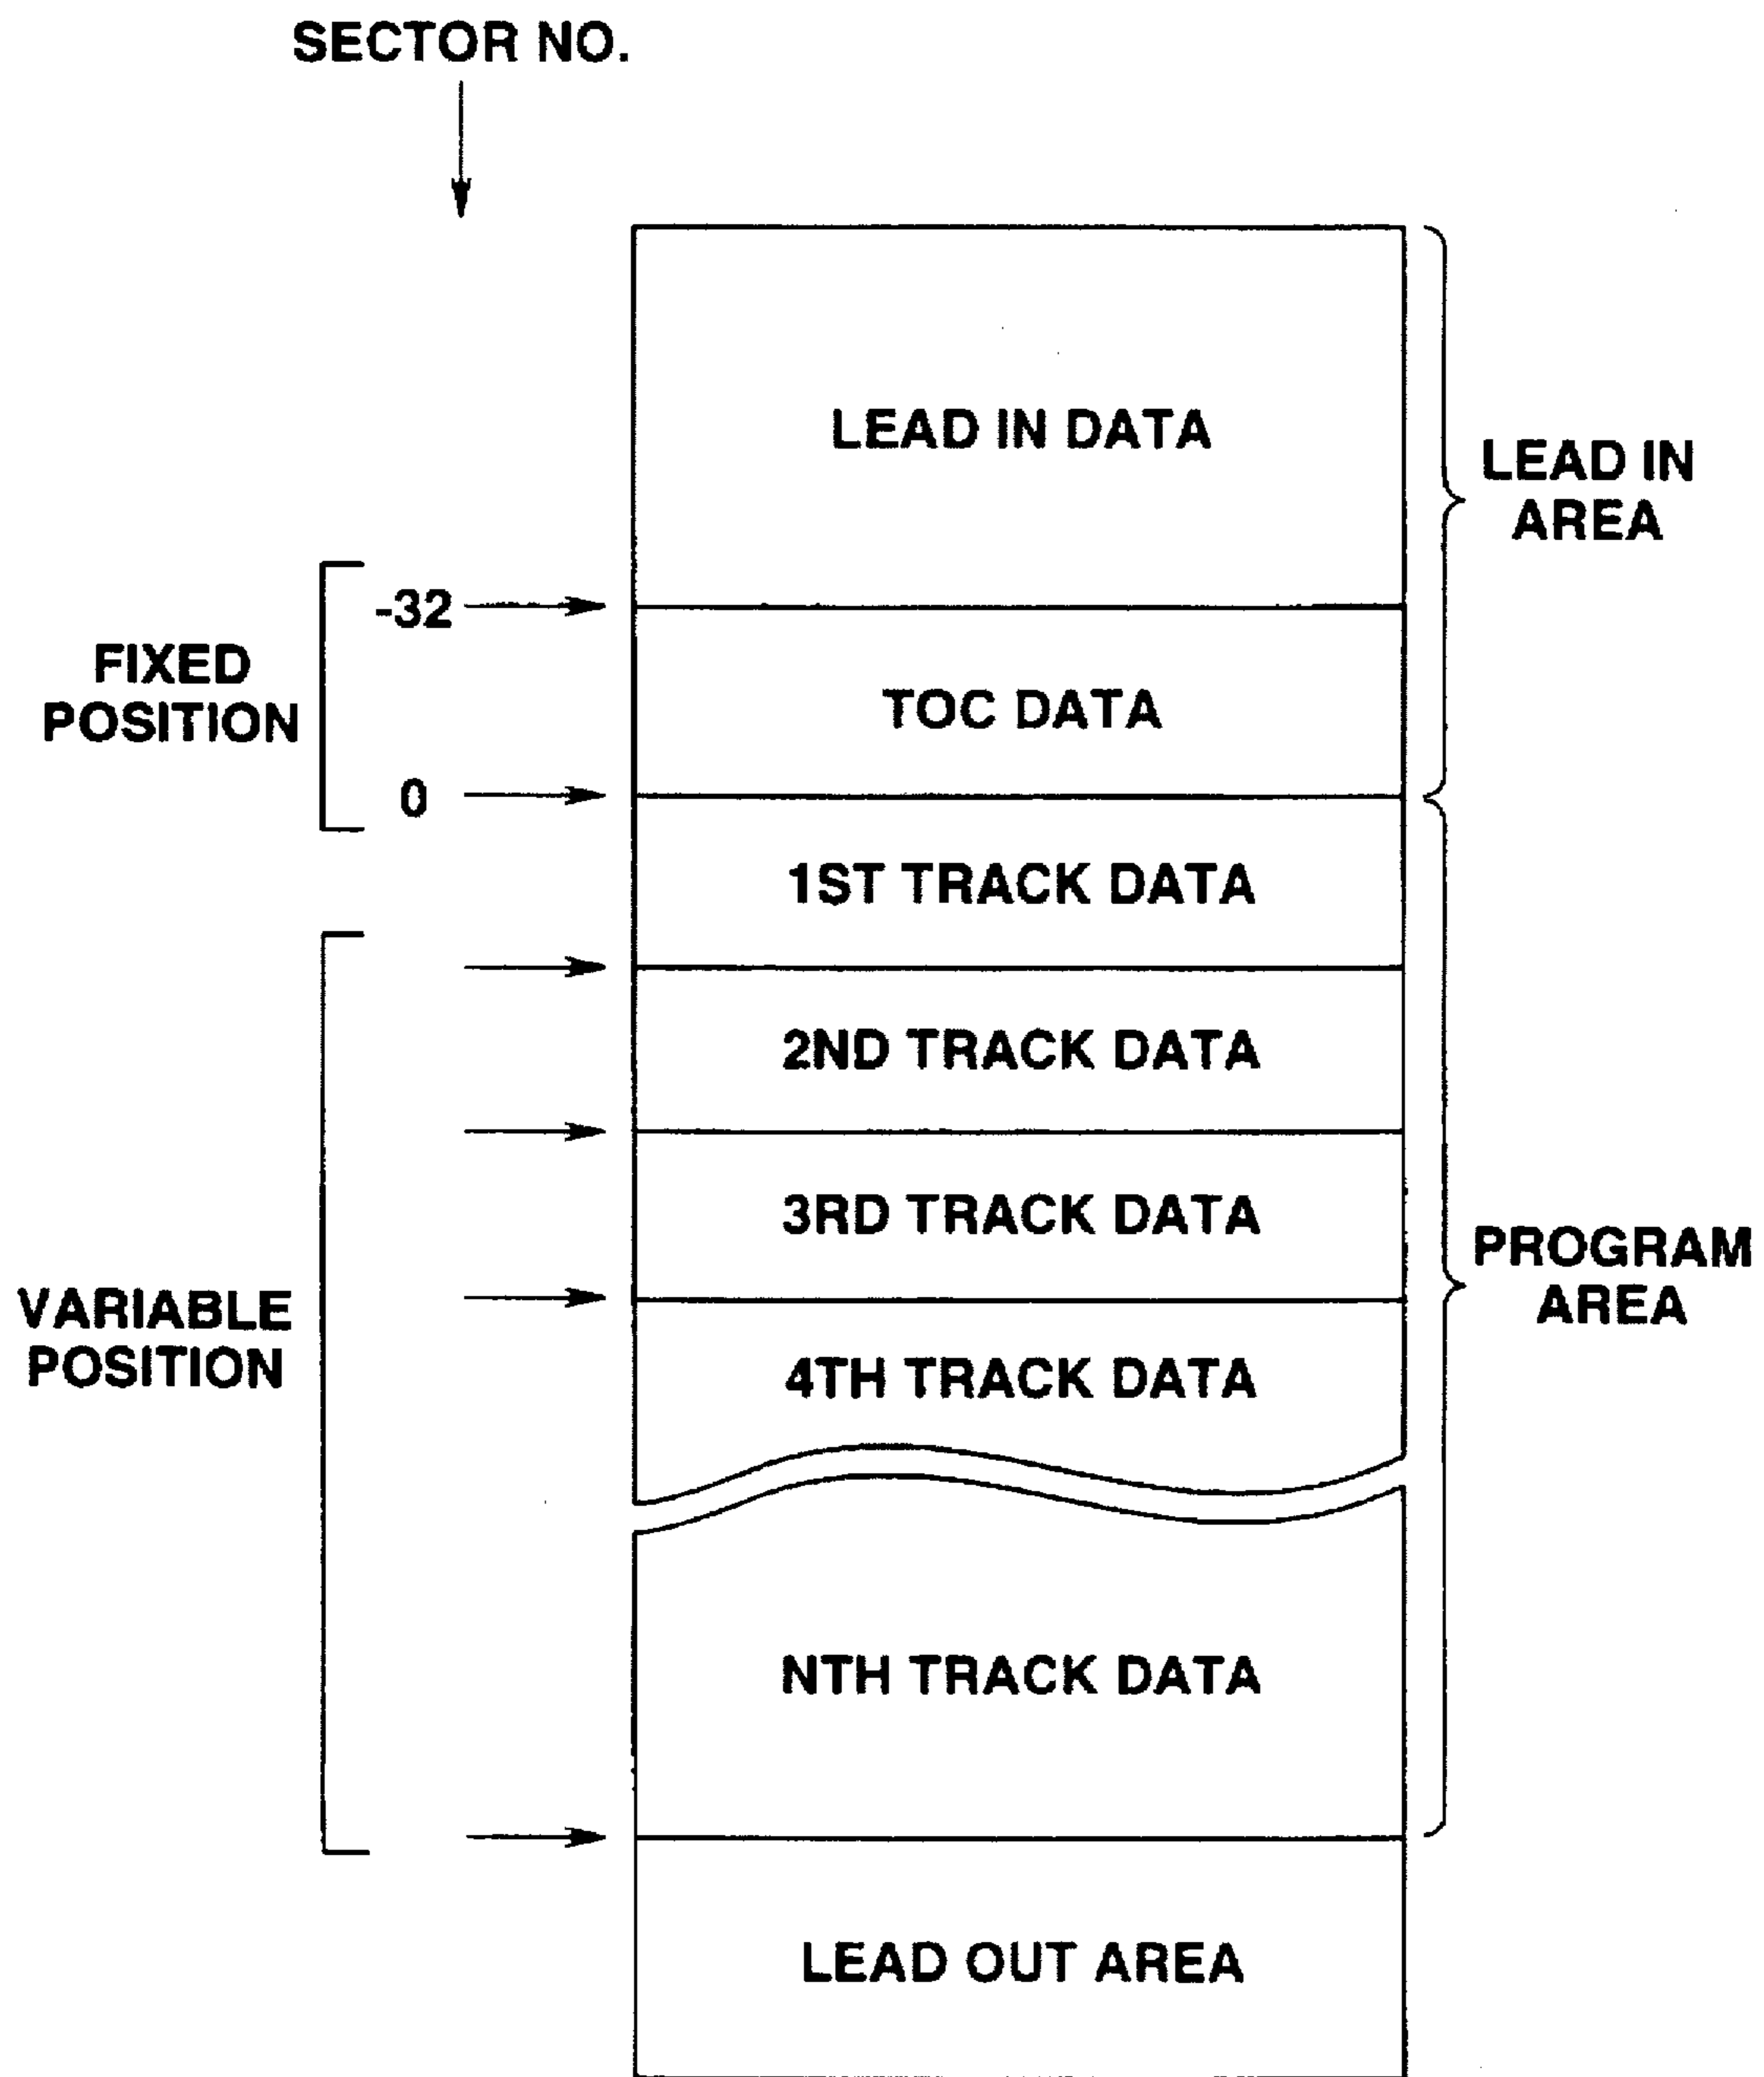 SECTOR NO.
LEAD IN DATA
LEAD IN
AREA
-32
FIXED
POSITION
TOC DATA
0
1ST TRACK DATA
2ND TRACK DATA
3RD TRACK DATA
PROGRAM
AREA
VARIABLE
POSITION
4TH TRACK DATA
NTH TRACK DATA
LEAD OUT AREA